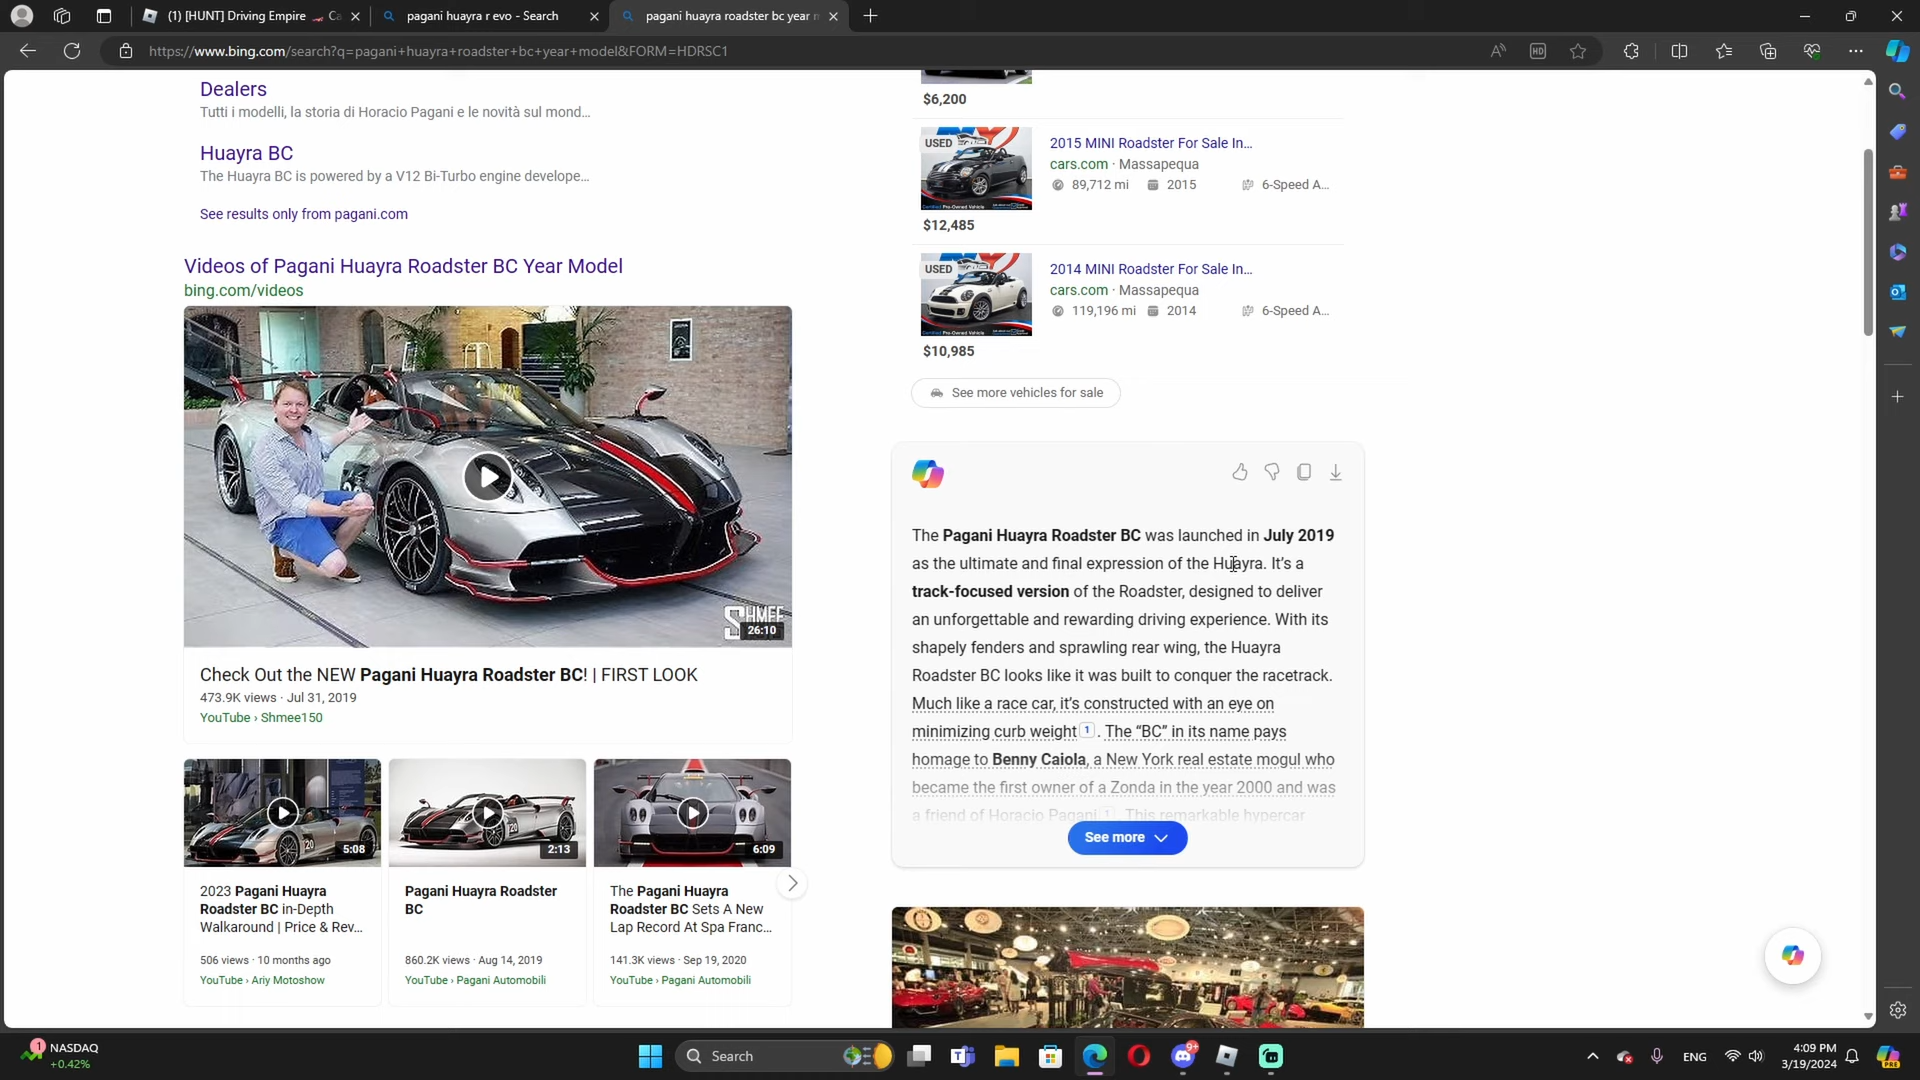 (1) [HUNT] Driving Empire
pagani huayra r evo - Search
pagani huayra roadster bc year
https://www.bing.com/search?q=pagani+huayra+roadster+bc+year+model&FORM=HDRSC1
HD
Dealers
Tutti i modelli, la storia di Horacio Pagani e le novità sul mond...
Huayra BC
The Huayra BC is powered by a V12 Bi-Turbo engine develope...
See results only from pagani.com
Videos of Pagani Huayra Roadster BC Year Model
bing.com/videos
SHMEE
26:10
Check Out the NEW Pagani Huayra Roadster BC! | FIRST LOOK
473.9K views · Jul 31, 2019
YouTube › Shmee150
5:08
2023 Pagani Huayra
Roadster BC in-Depth
Walkaround | Price & Rev...
506 views · 10 months ago
YouTube › Ariy Motoshow
2:13
Pagani Huayra Roadster
BC
860.2K views · Aug 14, 2019
YouTube › Pagani Automobili
6:09
The Pagani Huayra
Roadster BC Sets A New
Lap Record At Spa Franc...
141.3K views · Sep 19, 2020
YouTube › Pagani Automobili
$6,200
USED
2015 MINI Roadster For Sale In...
cars.com · Massapequa
89,712 mi 2015 6-Speed A...
$12,485
USED
2014 MINI Roadster For Sale In...
cars.com · Massapequa
119,196 mi 2014 6-Speed A...
$10,985
See more vehicles for sale
The Pagani Huayra Roadster BC was launched in July 2019
as the ultimate and final expression of the Huayra. It's a
track-focused version of the Roadster, designed to deliver
an unforgettable and rewarding driving experience. With its
shapely fenders and sprawling rear wing, the Huayra
Roadster BC looks like it was built to conquer the racetrack.
Much like a race car, it's constructed with an eye on
minimizing curb weight 1 . The “BC” in its name pays
homage to Benny Caiola, a New York real estate mogul who
became the first owner of a Zonda in the year 2000 and was
a friend of Horacio Pagani 1 . This remarkable hypercar
See more
1
NASDAQ
+0.42%
Search
9+
ENG
4:09 PM
3/19/2024
PRE